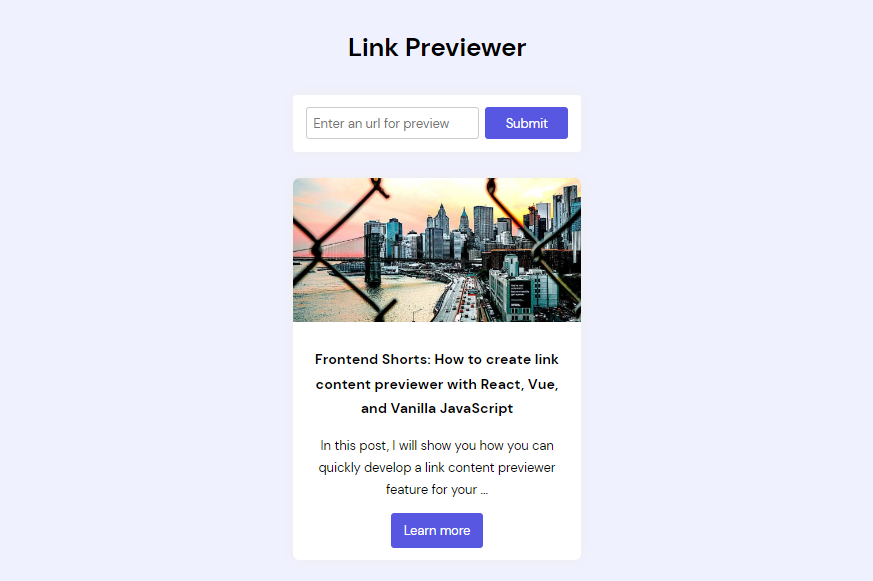 Link Previewer
Enter an url for preview
Submit
Frontend Shorts: How to create link
content previewer with React, Vue,
and Vanilla JavaScript
In this post, I will show you how you can
quickly develop a link content previewer
feature for your ...
Learn more